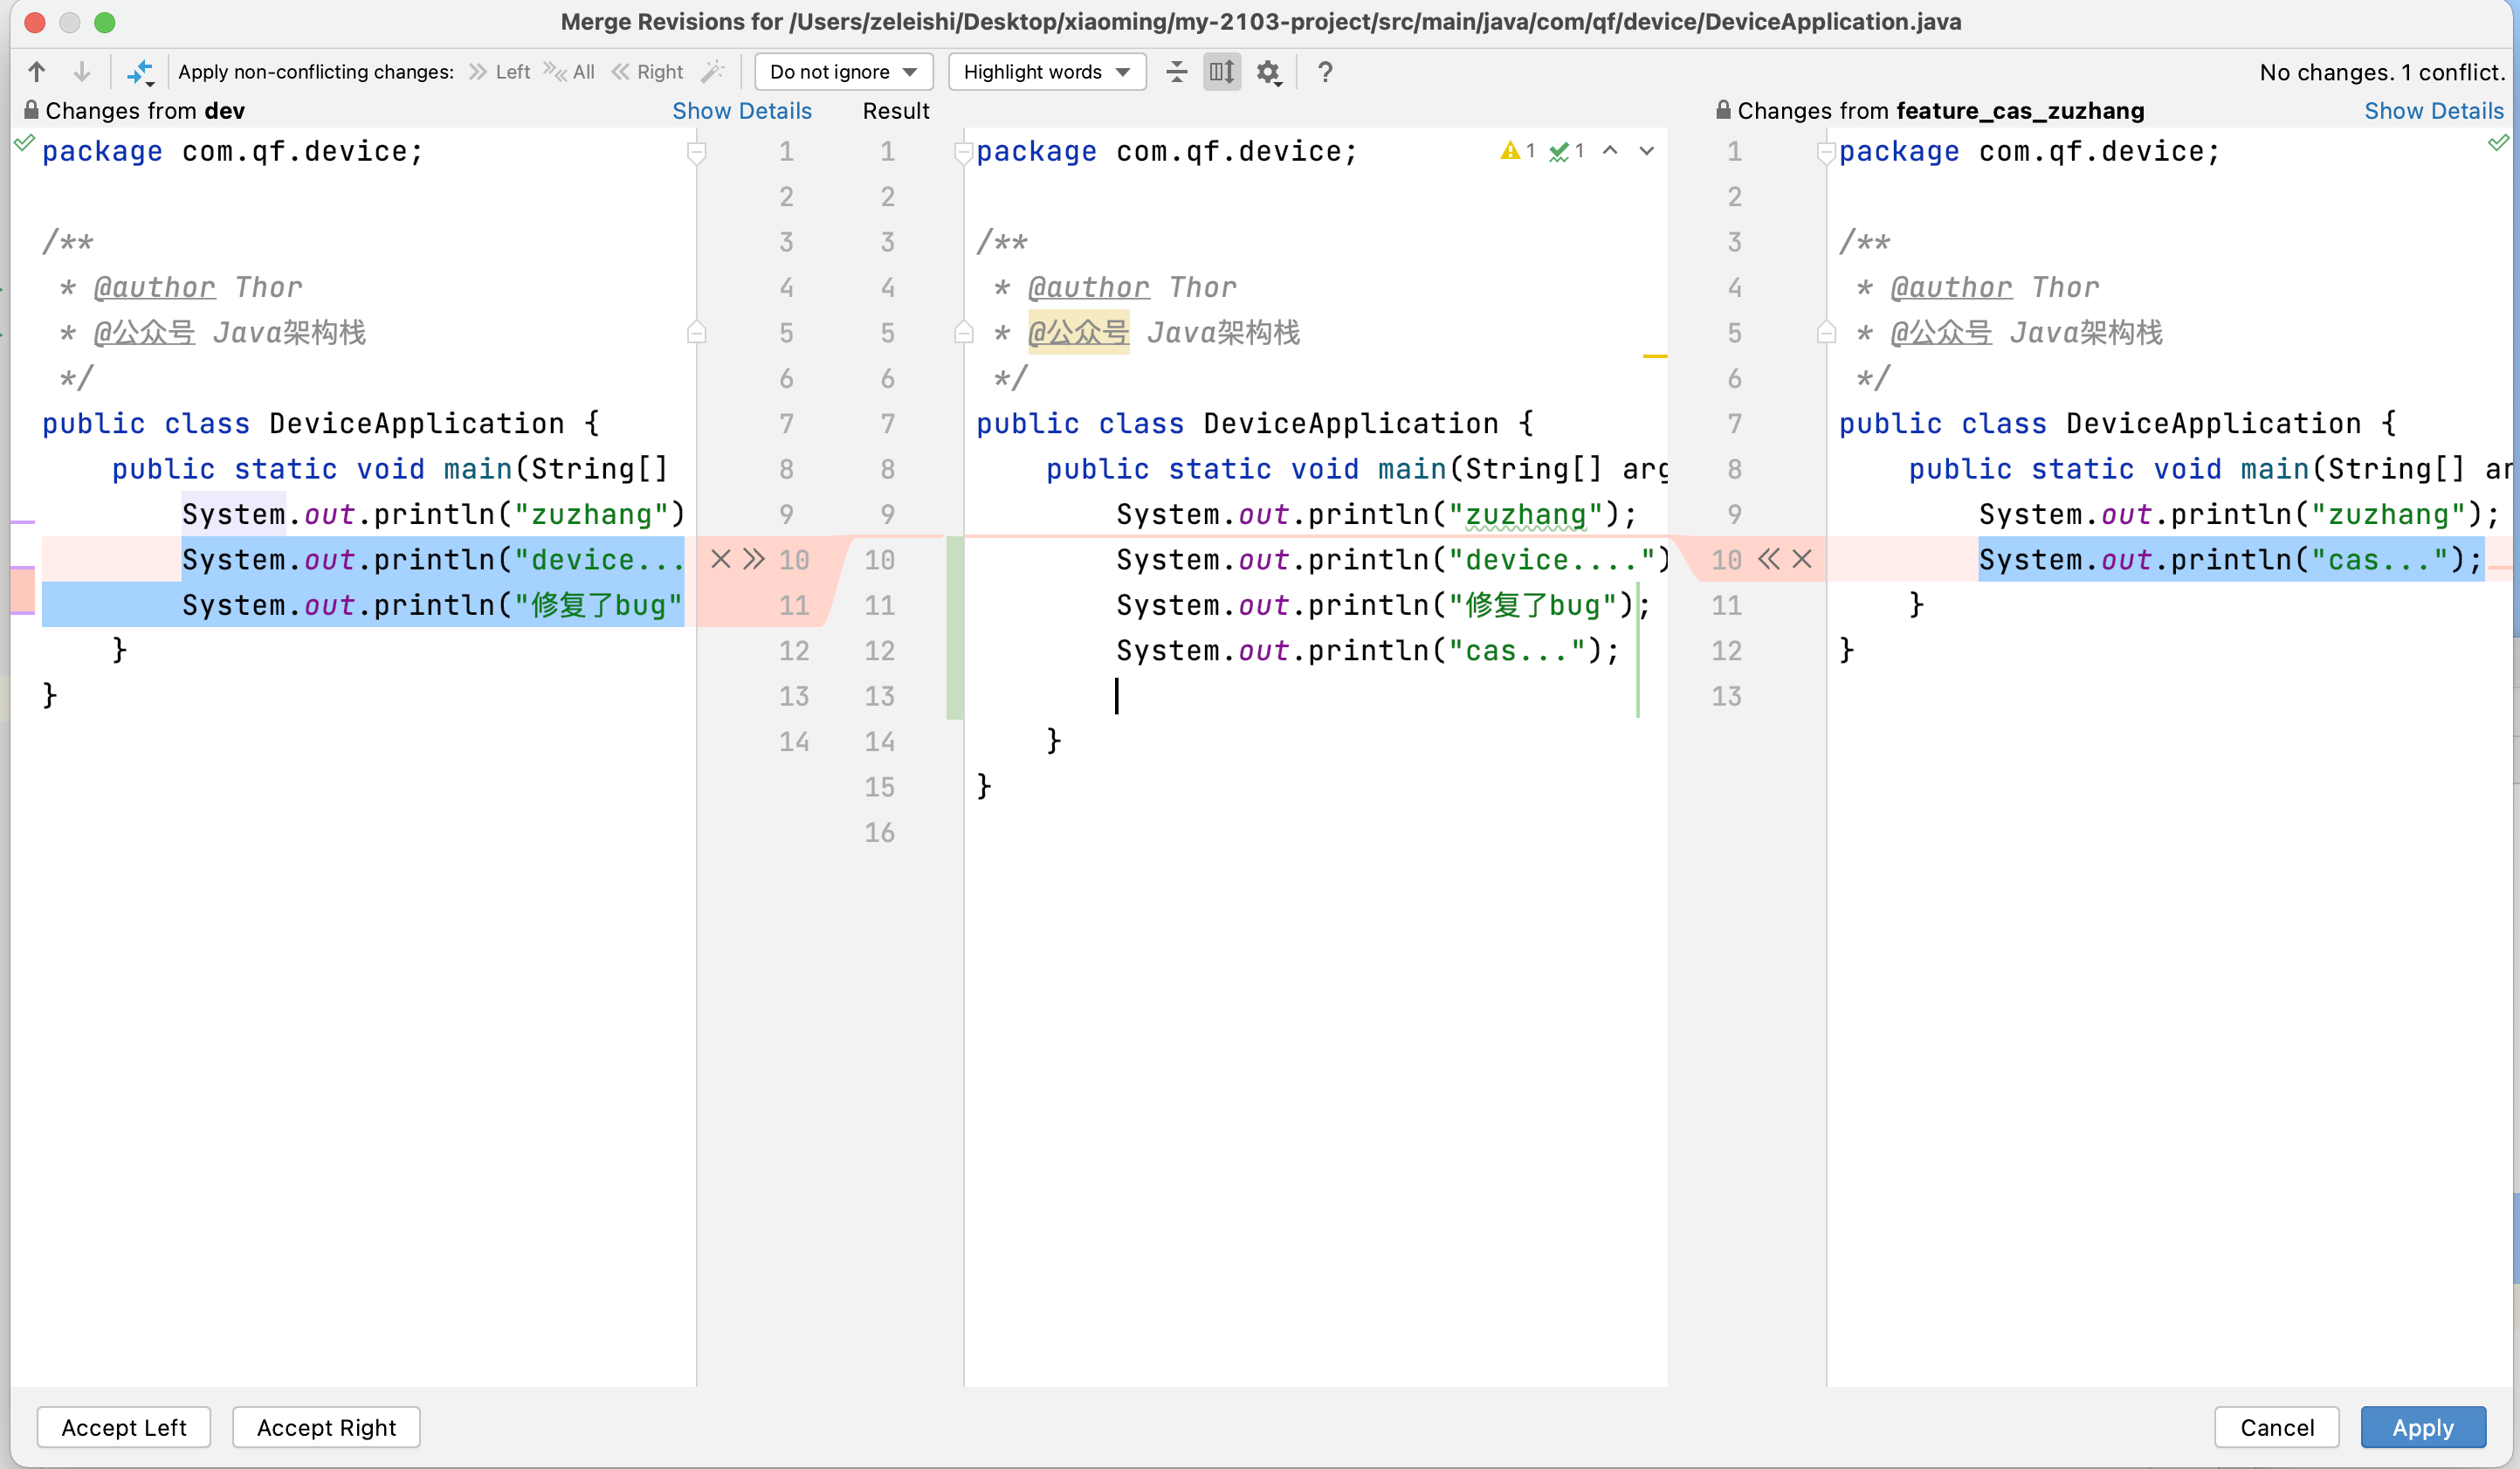 Merge Revisions for /Users/zeleishi/Desktop/xiaoming/my-2103-project/src/main/java/com/qf/device/DeviceApplication.java
Apply non-conflicting changes: Left All Right Do not ignore Highlight words ? No changes. 1 conflict.
Changes from dev Show Details Result Changes from feature_cas_zuzhang Show Details
package com.qf.device;
/**
* @author Thor
* @公众号 Java架构栈
*/
public class DeviceApplication {
public static void main(String[]
System.out.println("zuzhang")
System.out.println("device...
System.out.println("修复了bug"
}
}
1
2
3
4
5
6
7
8
9
10
11
12
13
14
1
2
3
4
5
6
7
8
9
10
11
12
13
14
15
16
package com.qf.device;
1 1
/**
* @author Thor
* @公众号 Java架构栈
*/
public class DeviceApplication {
public static void main(String[] arg
System.out.println("zuzhang");
System.out.println("device....")
System.out.println("修复了bug");
System.out.println("cas...");
}
}
1
2
3
4
5
6
7
8
9
10
11
12
13
package com.qf.device;
/**
* @author Thor
* @公众号 Java架构栈
*/
public class DeviceApplication {
public static void main(String[] ar
System.out.println("zuzhang");
System.out.println("cas...");
}
}
Accept Left Accept Right Cancel Apply